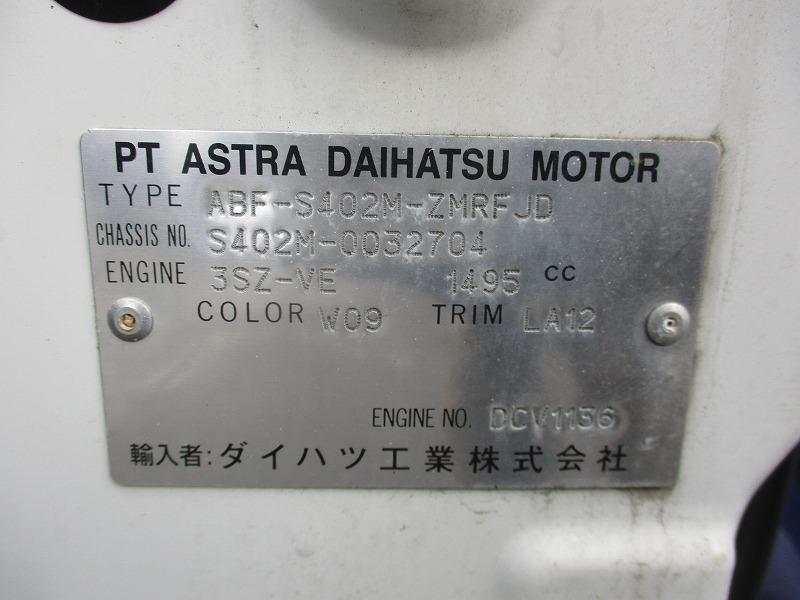 PT ASTRA DAIHATSU MOTOR
TYPE ABF-S402M-ZMRFJD
CHASSIS NO. S402M-0032704
ENGINE 3SZ-VE 1495 CC
COLOR W09 TRIM LA12
ENGINE NO. DCV1136
輸入者:ダイハツ工業株式会社